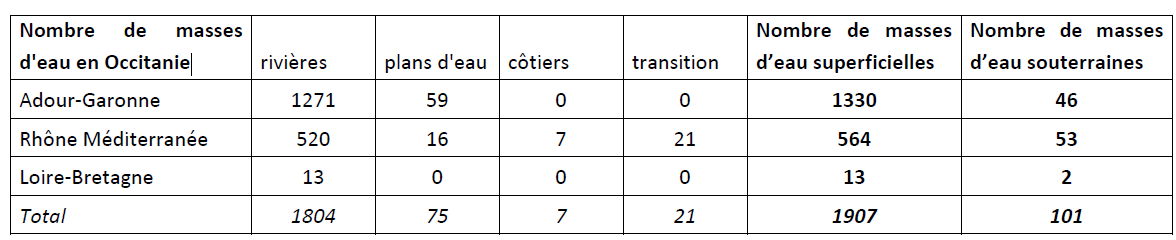 Nombre de masses d'eau en Occitanie rivières plans d'eau côtiers transition Nombre de masses d’eau superficielles Nombre de masses d’eau souterraines
Adour-Garonne 1271 59 0 0 1330 46
Rhône Méditerranée 520 16 7 21 564 53
Loire-Bretagne 13 0 0 0 13 2
Total 1804 75 7 21 1907 101